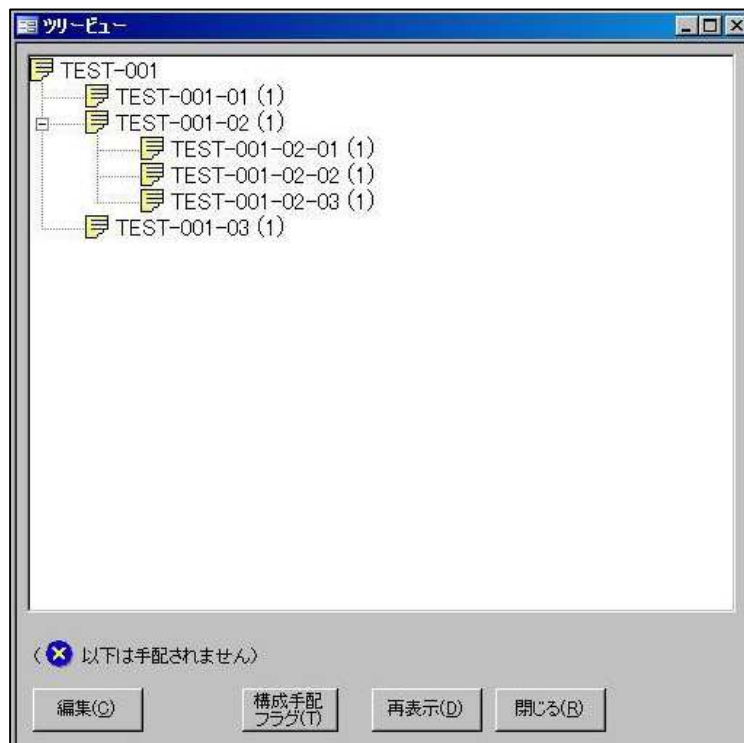 ツリービュー
TEST-001
TEST-001-01 (1)
TEST-001-02 (1)
TEST-001-02-01 (1)
TEST-001-02-02 (1)
TEST-001-02-03 (1)
TEST-001-03 (1)
( 以下は手配されません)
編集(C)
構成手配
フラグ(T)
再表示(D)
閉じる(R)